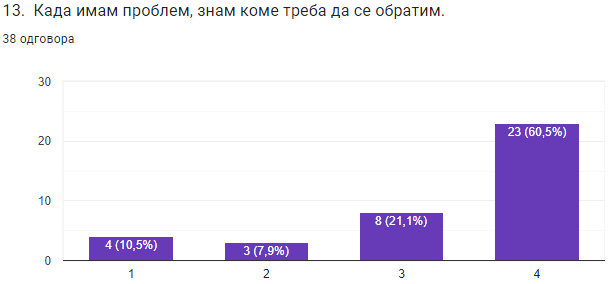 13. Када имам проблем, знам коме треба да се обратим.
38 одговора
30
20
10
0
4 (10,5%)
3 (7,9%)
8 (21,1%)
23 (60,5%)
1 2 3 4